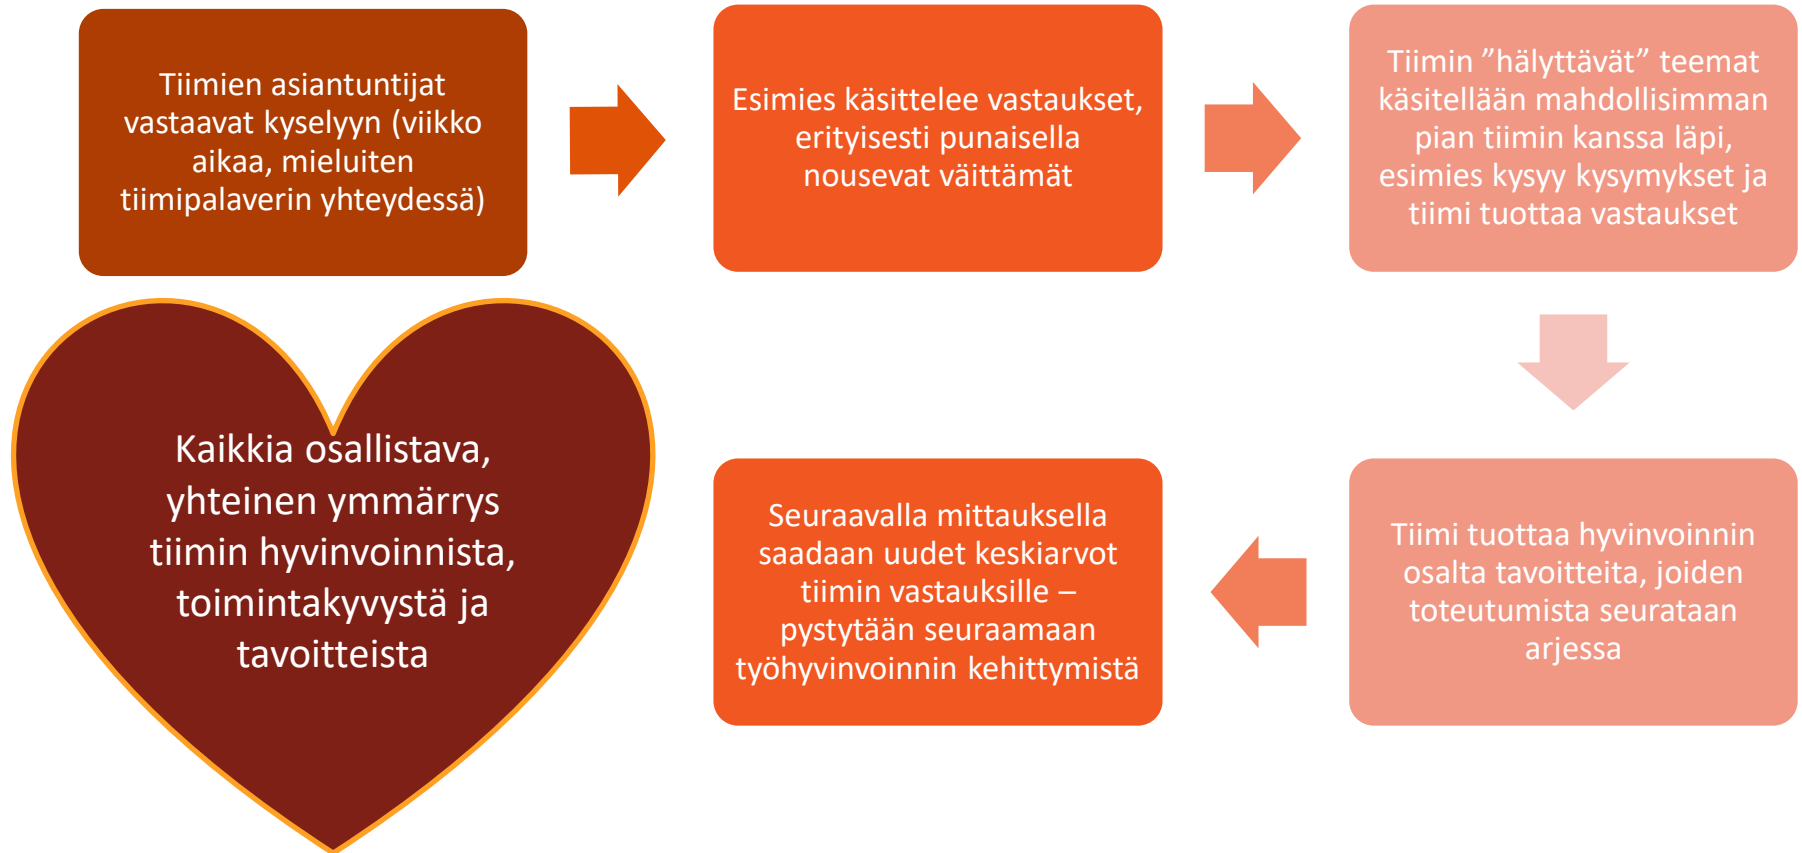 Tiimien asiantuntijat
vastaavat kyselyyn (viikko
aikaa, mieluiten
tiimipalaverin yhteydessä)
Esimies käsittelee vastaukset,
erityisesti punaisella
nousevat väittämät
Tiimin ”hälyttävät” teemat
käsitellään mahdollisimman
pian tiimin kanssa läpi,
esimies kysyy kysymykset ja
tiimi tuottaa vastaukset
Tiimi tuottaa hyvinvoinnin
osalta tavoitteita, joiden
toteutumista seurataan
arjessa
Seuraavalla mittauksella
saadaan uudet keskiarvot
tiimin vastauksille –
pystytään seuraamaan
työhyvinvoinnin kehittymistä
Kaikkia osallistava,
yhteinen ymmärrys
tiimin hyvinvoinnista,
toimintakyvystä ja
tavoitteista